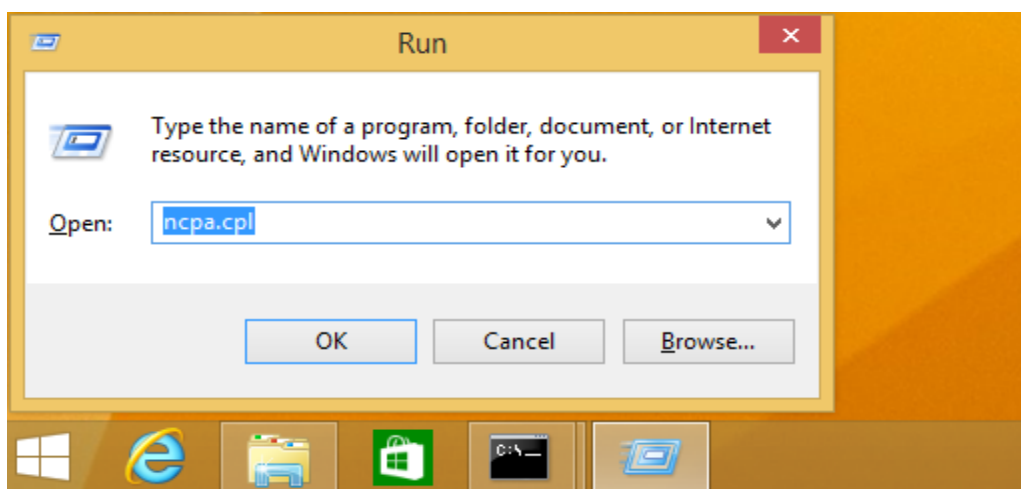 Run
Type the name of a program, folder, document, or Internet
resource, and Windows will open it for you.
Open: ncpa.cpl
OK Cancel Browse...
C:\_